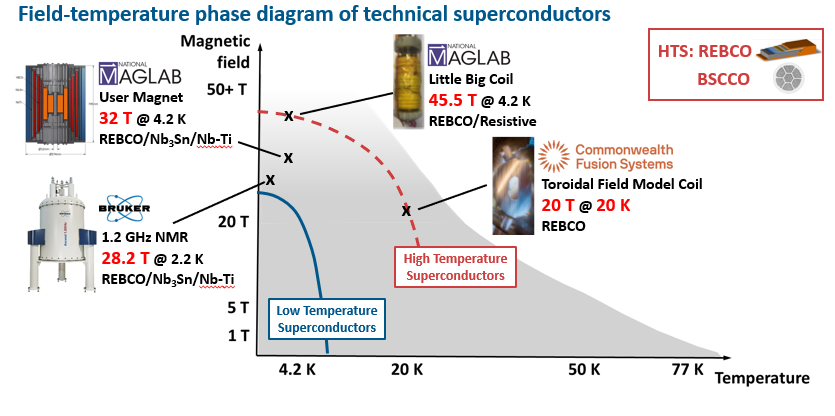 Field-temperature phase diagram of technical superconductors
Magnetic
field
50+ T
20 T
5 T
1 T
4.2 K
20 K
50 K
77 K
Temperature
NATIONAL
MAGLAB
User Magnet
32 T @ 4.2 K
REBCO/Nb₃Sn/Nb-Ti
BRUKER
1.2 GHz NMR
28.2 T @ 2.2 K
REBCO/Nb₃Sn/Nb-Ti
NATIONAL
MAGLAB
Little Big Coil
45.5 T @ 4.2 K
REBCO/Resistive
Commonwealth
Fusion Systems
Toroidal Field Model Coil
20 T @ 20 K
REBCO
HTS: REBCO
BSCCO
X
X
X
X
High Temperature
Superconductors
Low Temperature
Superconductors